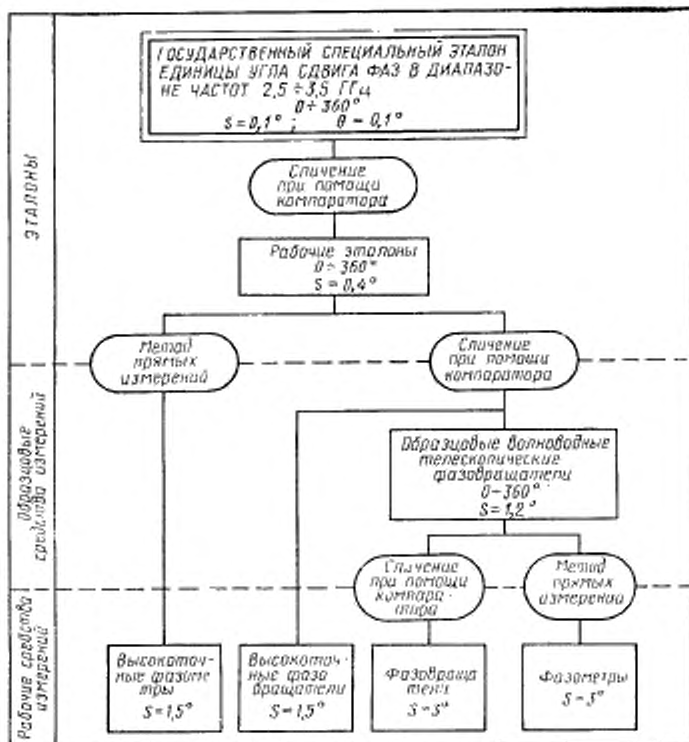 ГОСУДАРСТВЕННЫЙ СПЕЦИАЛЬНЫЙ ЭТАЛОН
ЕДИНИЦЫ УГЛА СДВИГА ФАЗ В ДИАПАЗО-
НЕ ЧАСТОТ 2,5÷3,5 ГГц
0÷360°
S=0,1°; θ=0,1°
Сличение
при помощи
компаратора
Рабочие эталоны
0÷360°
S=0,4°
Метод
прямых
измерений
Сличение
при помощи
компаратора
Образцовые волноводные
телескопические
фазовращатели
0÷360°
S=1,2°
Сличение
при помощи
компара-
тора
Метод
прямых
измерений
Высокоточ-
ные фазоме
тры
S=1,5°
Высокоточ-
ные фазо
вращатели
S=1,5°
Фазовраща
тели
S=3°
Фазометры
S=3°
ЭТАЛОНЫ
Образцовые
средства измерений
Рабочие средства
измерений